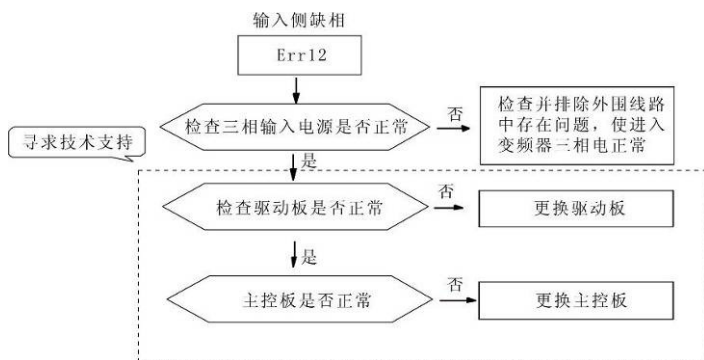 输入侧缺相
Err12
检查三相输入电源是否正常
否
检查并排除外围线路
中存在问题，使进入
变频器三相电正常
寻求技术支持
是
检查驱动板是否正常
否
更换驱动板
是
主控板是否正常
否
更换主控板